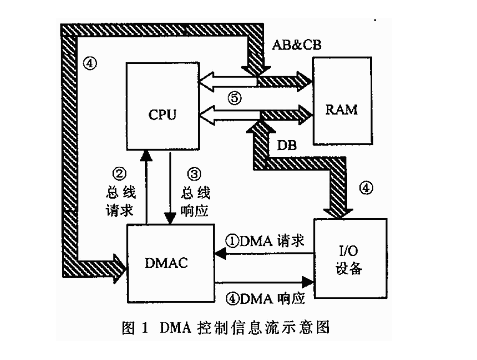 AB&CB
④
CPU
⑤
RAM
DB
②
总线
请求
③
总线
响应
④
①DMA 请求
DMAC
I/O
设备
④DMA 响应
图 1 DMA 控制信息流示意图